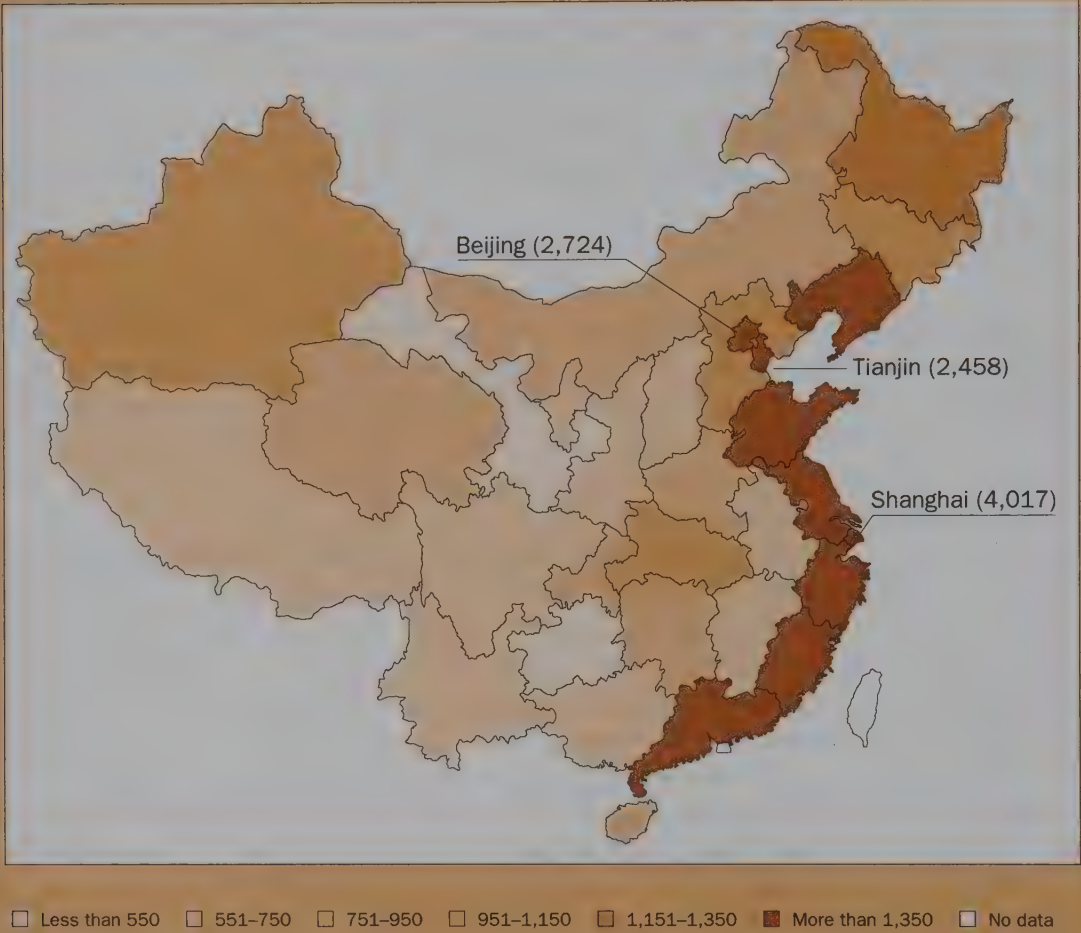 Beijing (2,724)
Tianjin (2,458)
Shanghai (4,017)
Less than 550
551–750
751–950
951–1,150
1,151–1,350
More than 1,350
No data